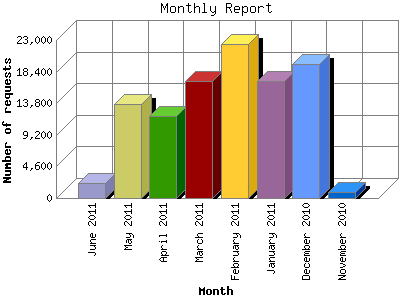 Monthly Report
Number of requests
23,000
18,400
13,800
9,200
4,600
0
June 2011
May 2011
April 2011
March 2011
February 2011
January 2011
December 2010
November 2010
Month